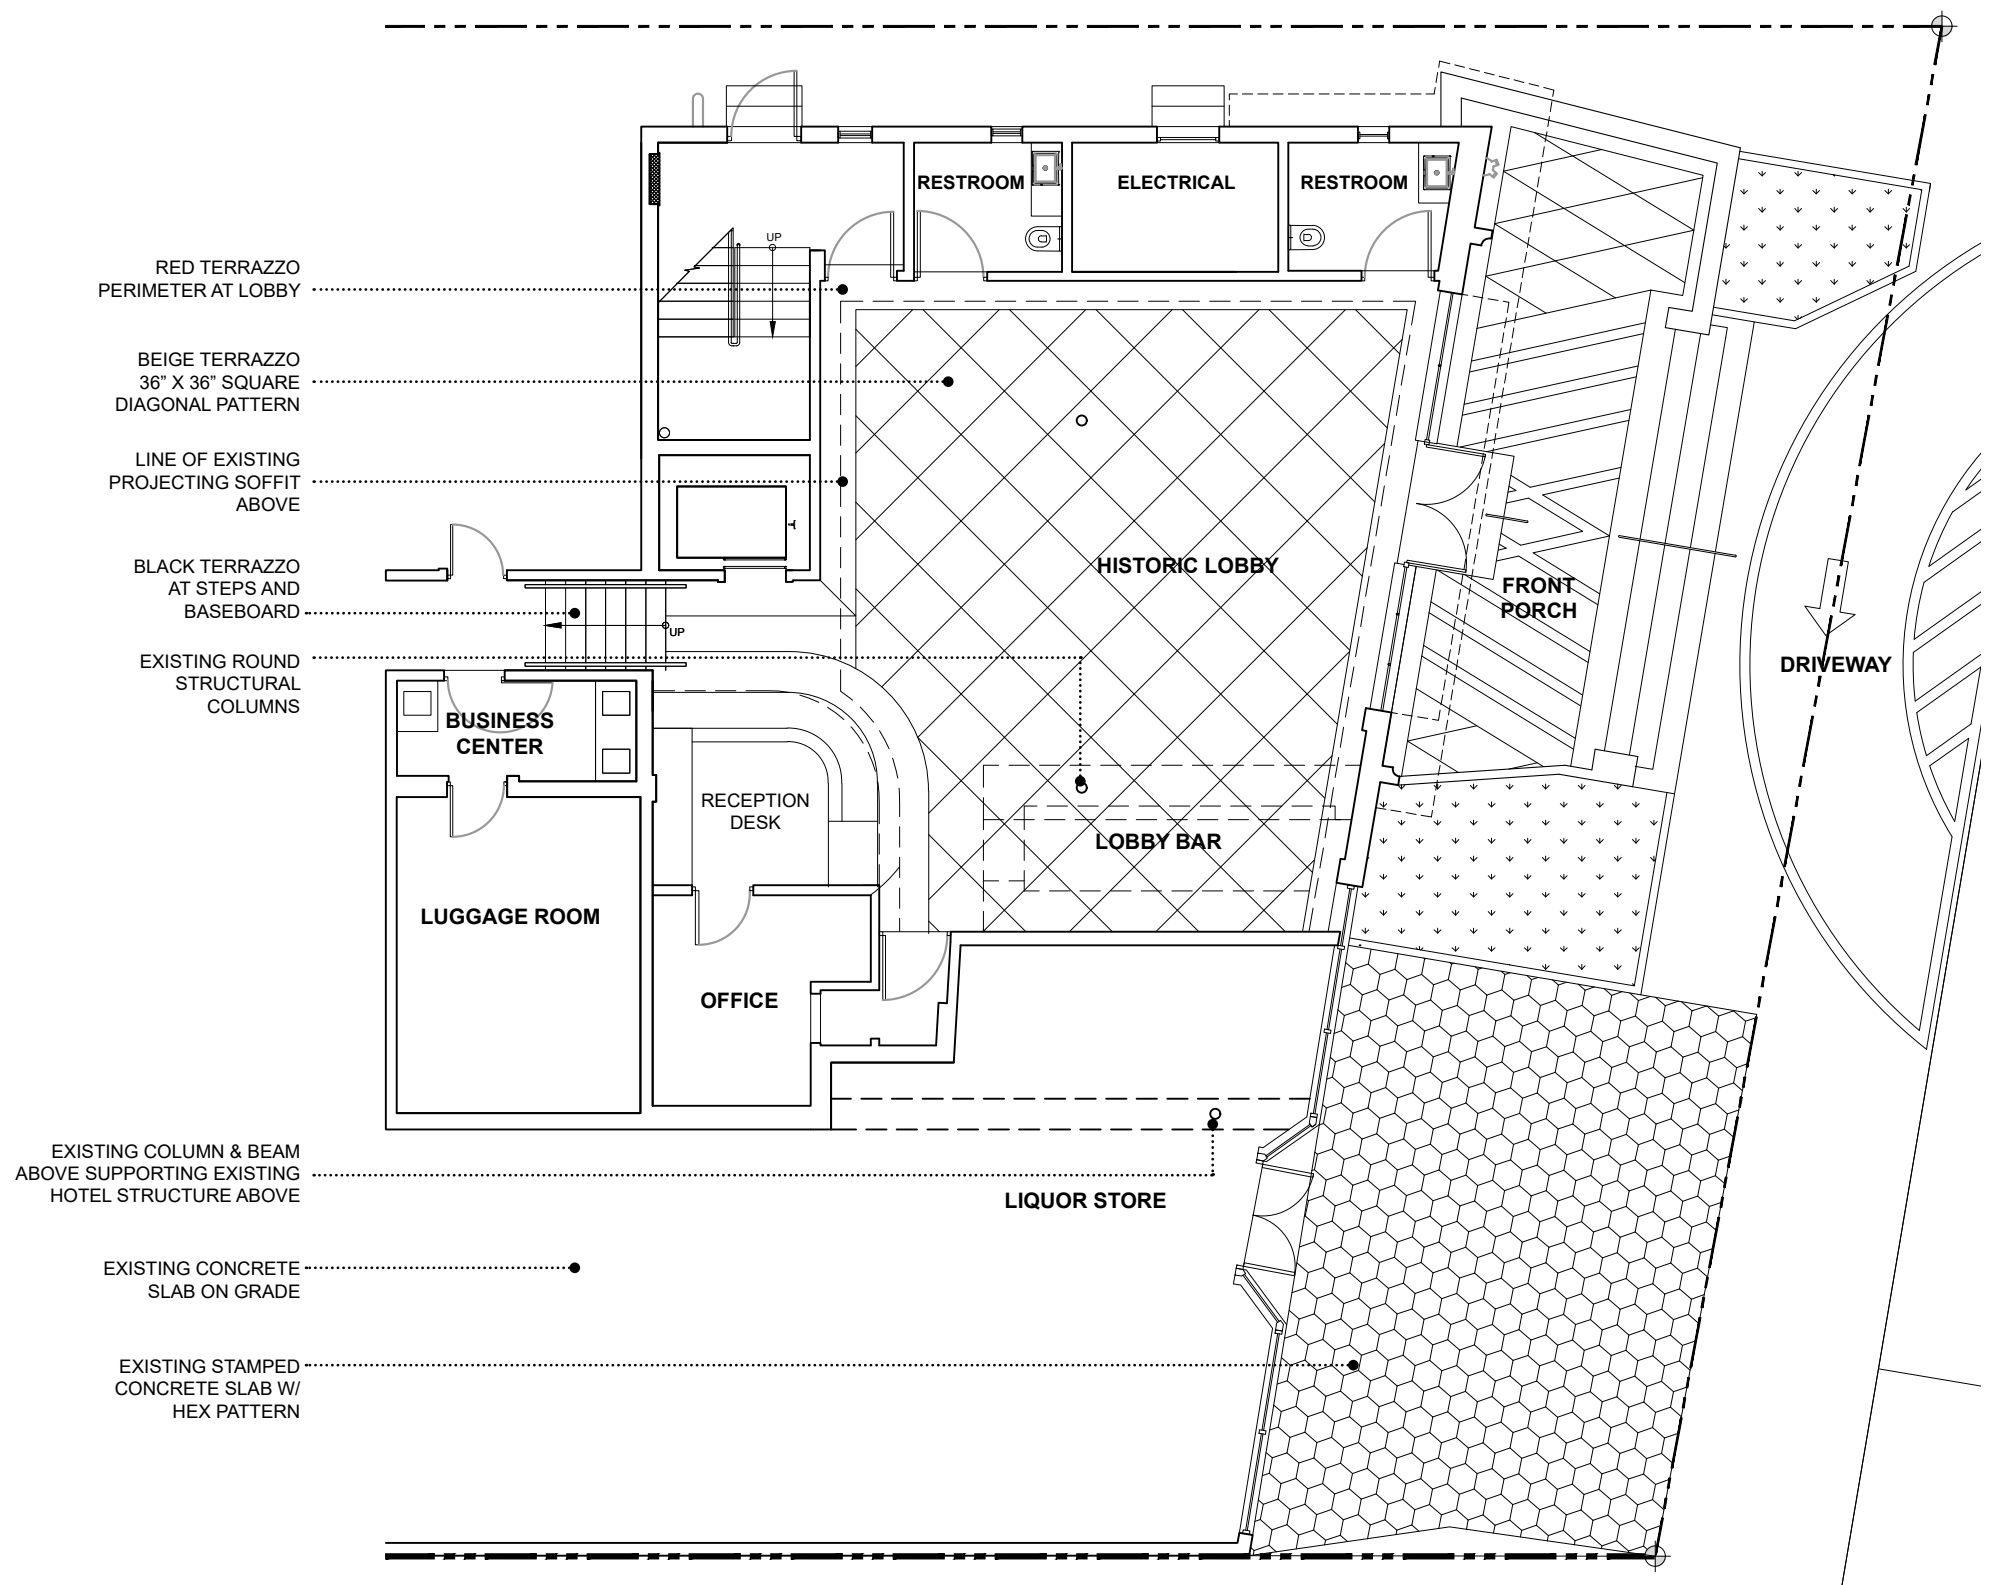 RESTROOM
ELECTRICAL
RESTROOM
UP
RED TERRAZZO
PERIMETER AT LOBBY
BEIGE TERRAZZO
36” X 36” SQUARE
DIAGONAL PATTERN
LINE OF EXISTING
PROJECTING SOFFIT
ABOVE
HISTORIC LOBBY
BLACK TERRAZZO
AT STEPS AND
BASEBOARD
FRONT
PORCH
UP
EXISTING ROUND
STRUCTURAL
COLUMNS
DRIVEWAY
BUSINESS
CENTER
RECEPTION
DESK
LOBBY BAR
LUGGAGE ROOM
OFFICE
EXISTING COLUMN & BEAM
ABOVE SUPPORTING EXISTING
HOTEL STRUCTURE ABOVE
LIQUOR STORE
EXISTING CONCRETE
SLAB ON GRADE
EXISTING STAMPED
CONCRETE SLAB W/
HEX PATTERN